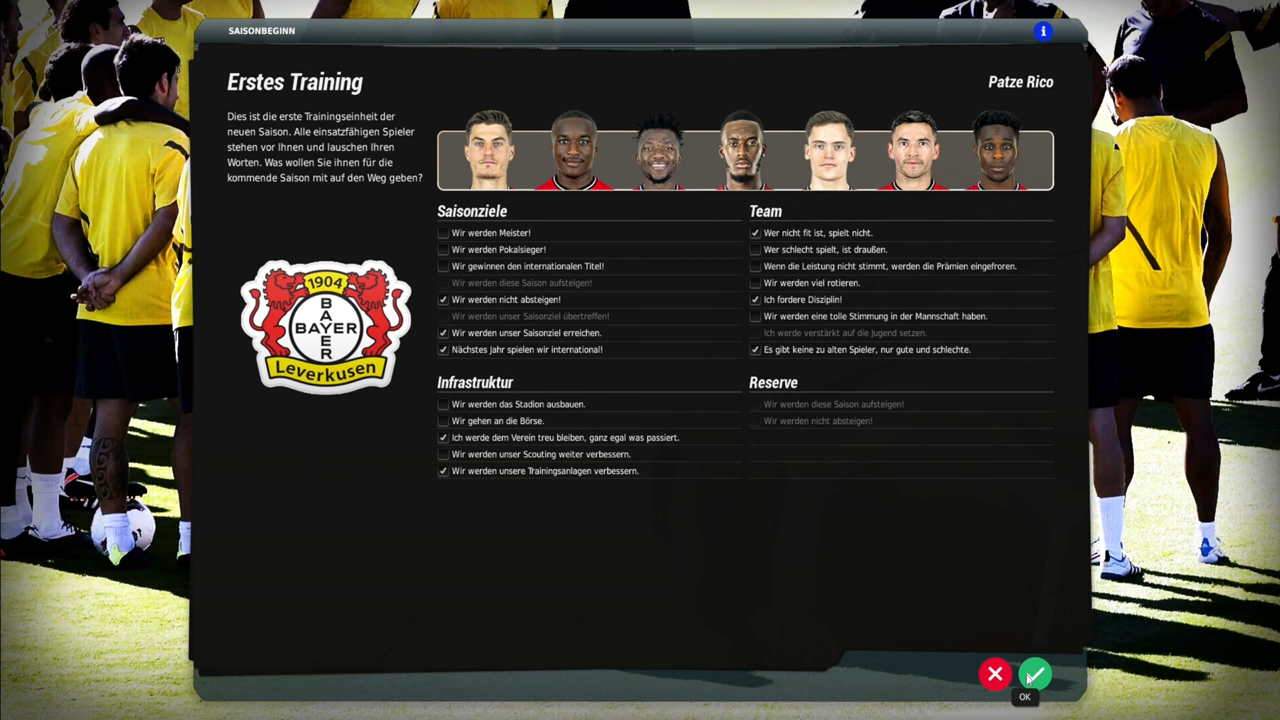 SAISONBEGINN
i
Erstes Training
Patze Rico
Dies ist die erste Trainingseinheit der
neuen Saison. Alle einsatzfähigen Spieler
stehen vor Ihnen und lauschen Ihren
Worten. Was wollen Sie ihnen für die
kommende Saison mit auf den Weg geben?
1904
BAYER
BAYER
Leverkusen
Saisonziele
Wir werden Meister!
Wir werden Pokalsieger!
Wir gewinnen den internationalen Titel!
Wir werden diese Saison aufsteigen!
Wir werden nicht absteigen!
Wir werden unser Saisonziel übertreffen!
Wir werden unser Saisonziel erreichen.
Nächstes Jahr spielen wir international!
Team
Wer nicht fit ist, spielt nicht.
Wer schlecht spielt, ist draußen.
Wenn die Leistung nicht stimmt, werden die Prämien eingefroren.
Wir werden viel rotieren.
Ich fordere Disziplin!
Wir werden eine tolle Stimmung in der Mannschaft haben.
Ich werde verstärkt auf die Jugend setzen.
Es gibt keine zu alten Spieler, nur gute und schlechte.
Infrastruktur
Wir werden das Stadion ausbauen.
Wir gehen an die Börse.
Ich werde dem Verein treu bleiben, ganz egal was passiert.
Wir werden unser Scouting weiter verbessern.
Wir werden unsere Trainingsanlagen verbessern.
Reserve
Wir werden diese Saison aufsteigen!
Wir werden nicht absteigen!
OK